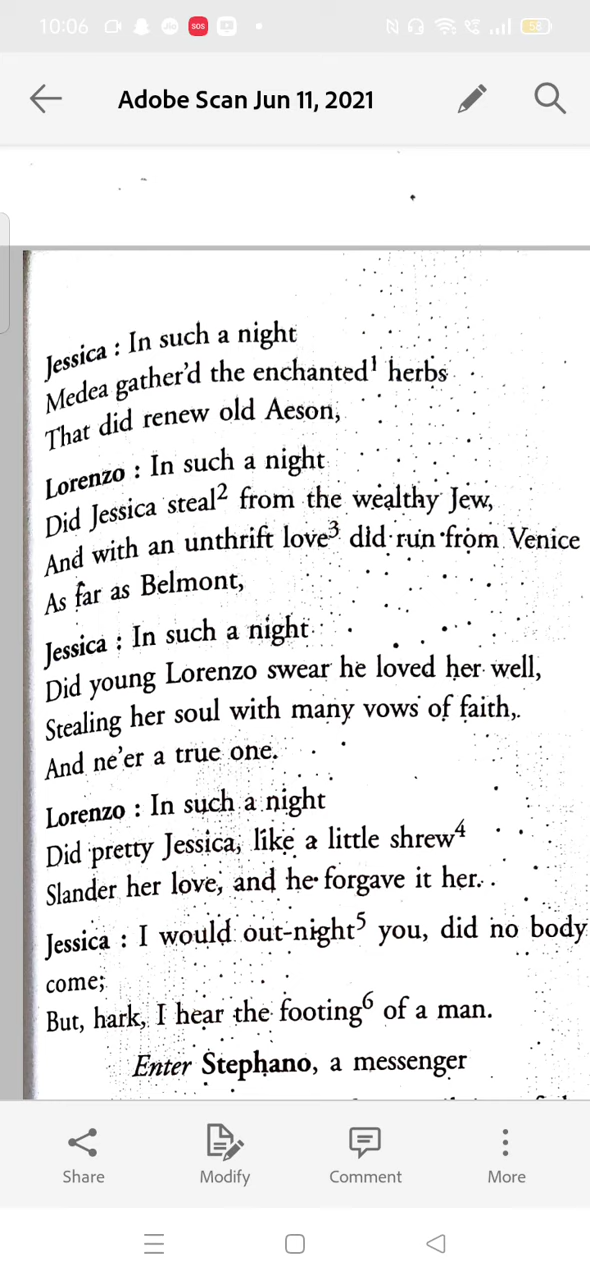 10:06
SOS
58
Adobe Scan Jun 11, 2021
Jessica : In such a night
Medea gather'd the enchanted¹ herbs
That did renew old Aeson,
Lorenzo : In such a night
Did Jessica steal² from the wealthy Jew,
And with an unthrift love³ did run from Venice
As far as Belmont,
Jessica : In such a night
Did young Lorenzo swear he loved her well,
Stealing her soul with many vows of faith,
And ne'er a true one.
Lorenzo : In such a night
Did pretty Jessica, like a little shrew⁴
Slander her love, and he forgave it her.
Jessica : I would out-night⁵ you, did no body
come;
But, hark, I hear the footing⁶ of a man.
Enter Stephano, a messenger
Share
Modify
Comment
More